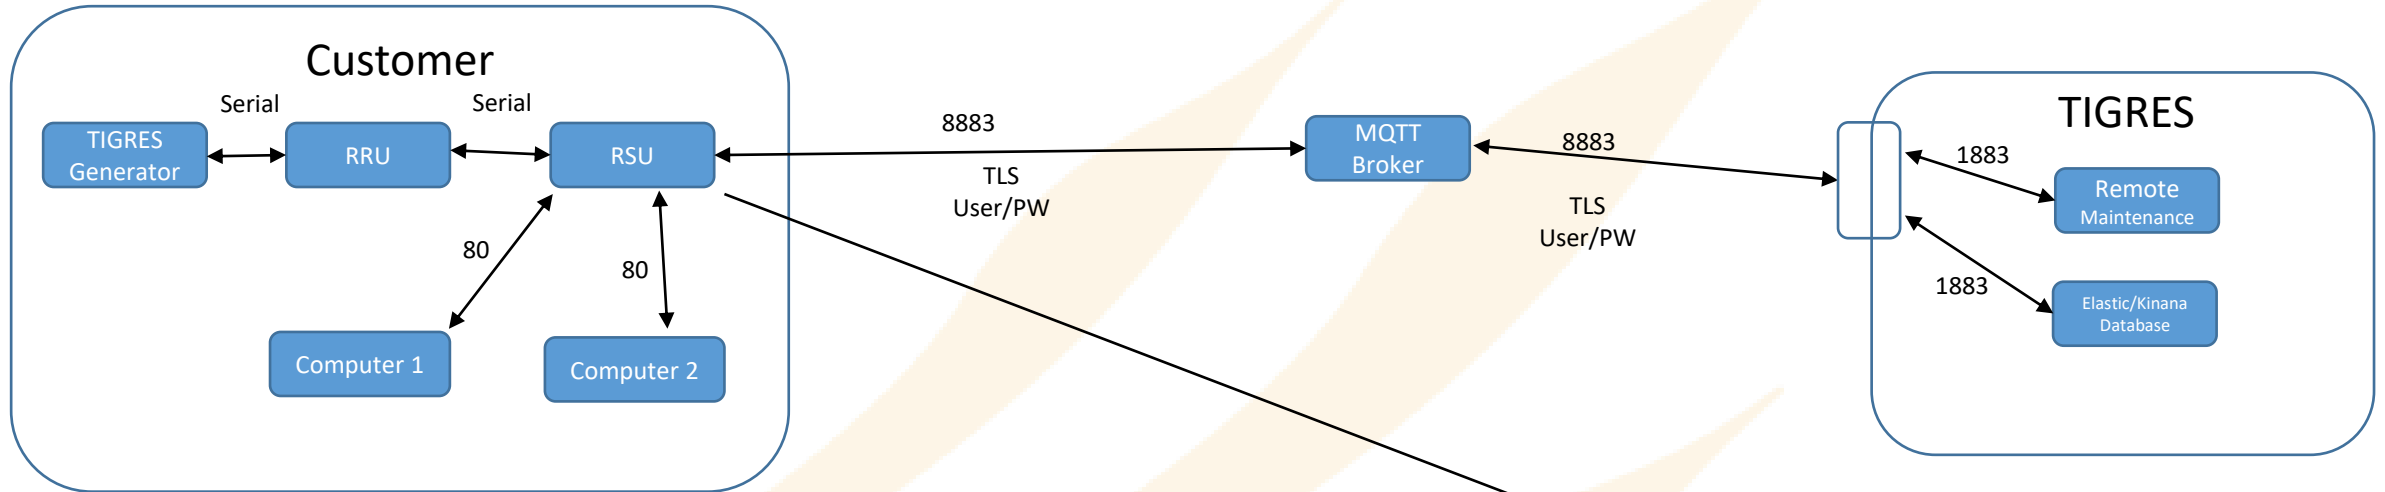 Customer
Serial
Serial
TIGRES
Generator
RRU
RSU
80
80
Computer 1
Computer 2
8883
TLS
User/PW
MQTT
Broker
8883
TLS
User/PW
TIGRES
1883
Remote
Maintenance
1883
Elastic/Kinana
Database